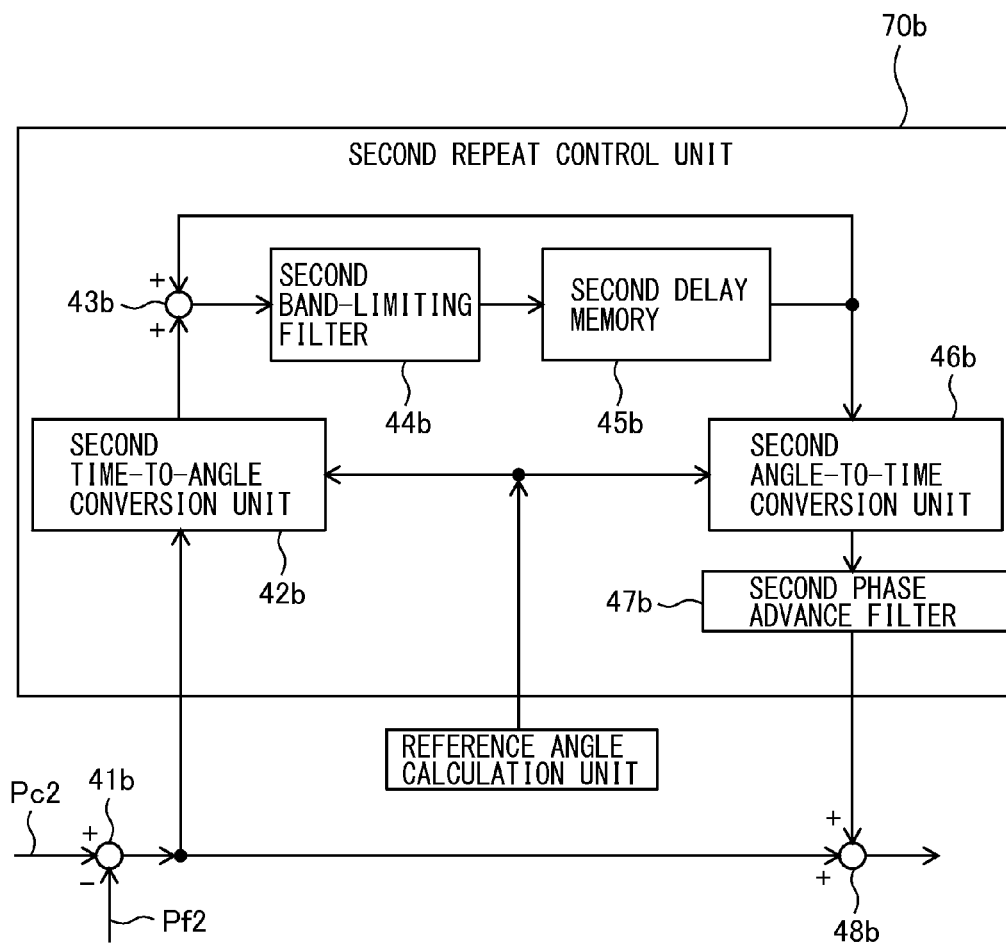 70b
SECOND REPEAT CONTROL UNIT
+
43b
+
SECOND
BAND-LIMITING
FILTER
44b
SECOND DELAY
MEMORY
45b
46b
SECOND
TIME-TO-ANGLE
CONVERSION UNIT
42b
SECOND
ANGLE-TO-TIME
CONVERSION UNIT
47b
SECOND PHASE
ADVANCE FILTER
REFERENCE ANGLE
CALCULATION UNIT
Pc2
41b
+
-
Pf2
+
+
48b